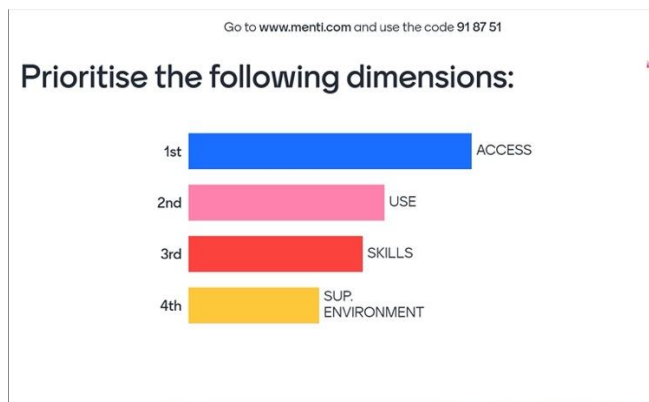 Go to www.menti.com and use the code 91 87 51
Prioritise the following dimensions:
1st
ACCESS
2nd
USE
3rd
SKILLS
4th
SUP.
ENVIRONMENT